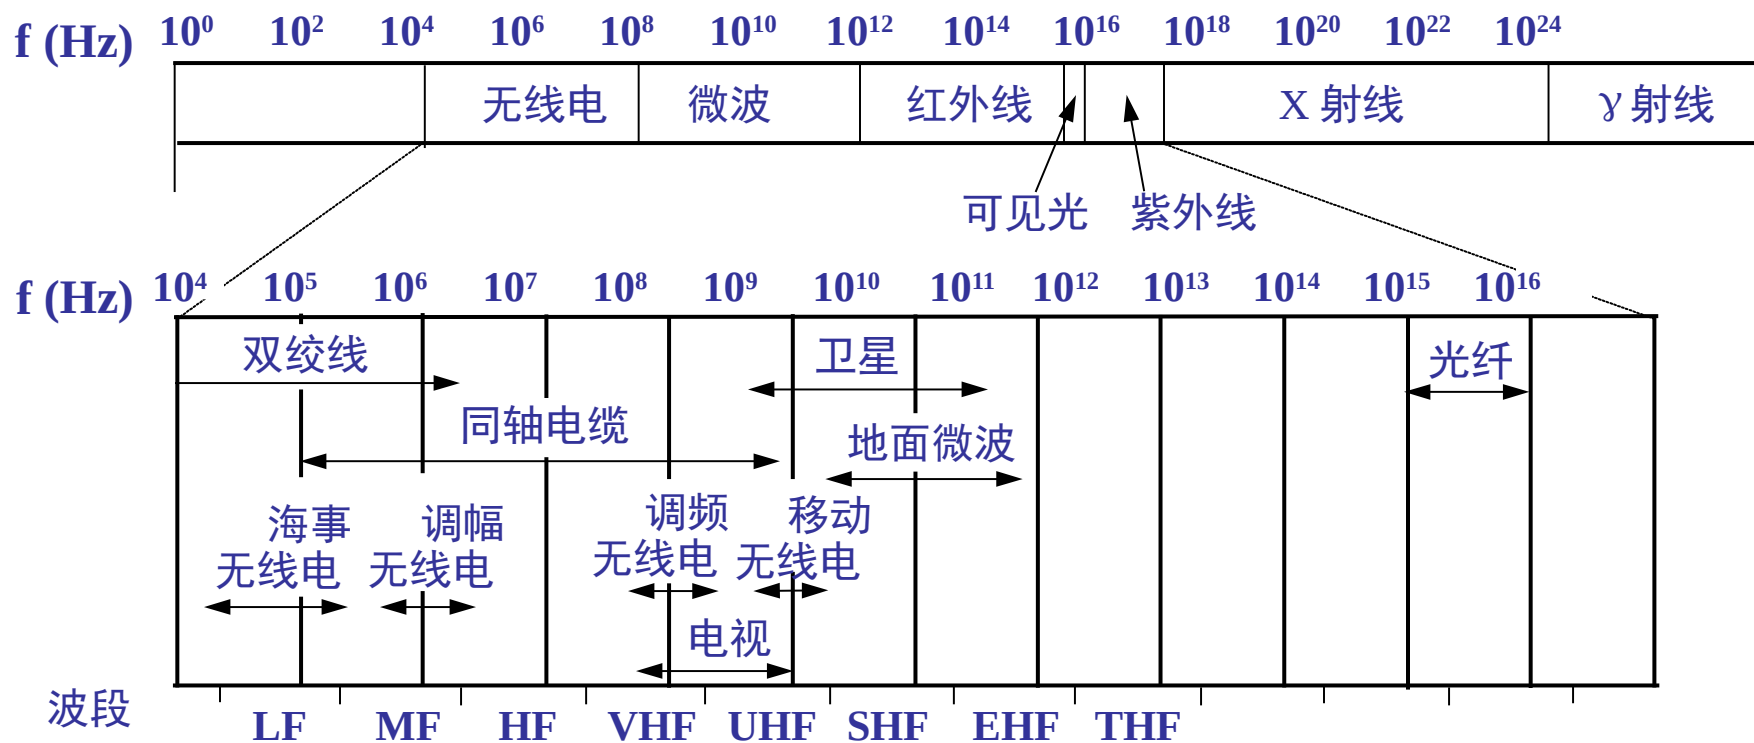 f (Hz) 10⁰ 10² 10⁴ 10⁶ 10⁸ 10¹⁰ 10¹² 10¹⁴ 10¹⁶ 10¹⁸ 10²⁰ 10²² 10²⁴
无线电 微波 红外线 X 射线 γ 射线
可见光 紫外线
f (Hz) 10⁴ 10⁵ 10⁶ 10⁷ 10⁸ 10⁹ 10¹⁰ 10¹¹ 10¹² 10¹³ 10¹⁴ 10¹⁵ 10¹⁶
双绞线 卫星 光纤
同轴电缆 地面微波
海事
无线电
调幅
无线电
调频
无线电
移动
无线电
电视
波段 LF MF HF VHF UHF SHF EHF THF